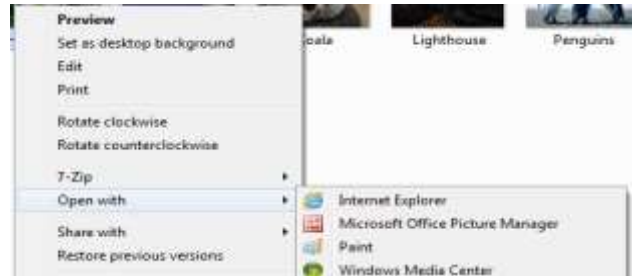 Preview
Set as desktop background
Edit
Print
Rotate clockwise
Rotate counterclockwise
7-Zip
Open with
Share with
Restore previous versions
oala
Lighthouse
Penguins
Internet Explorer
Microsoft Office Picture Manager
Paint
Windows Media Center